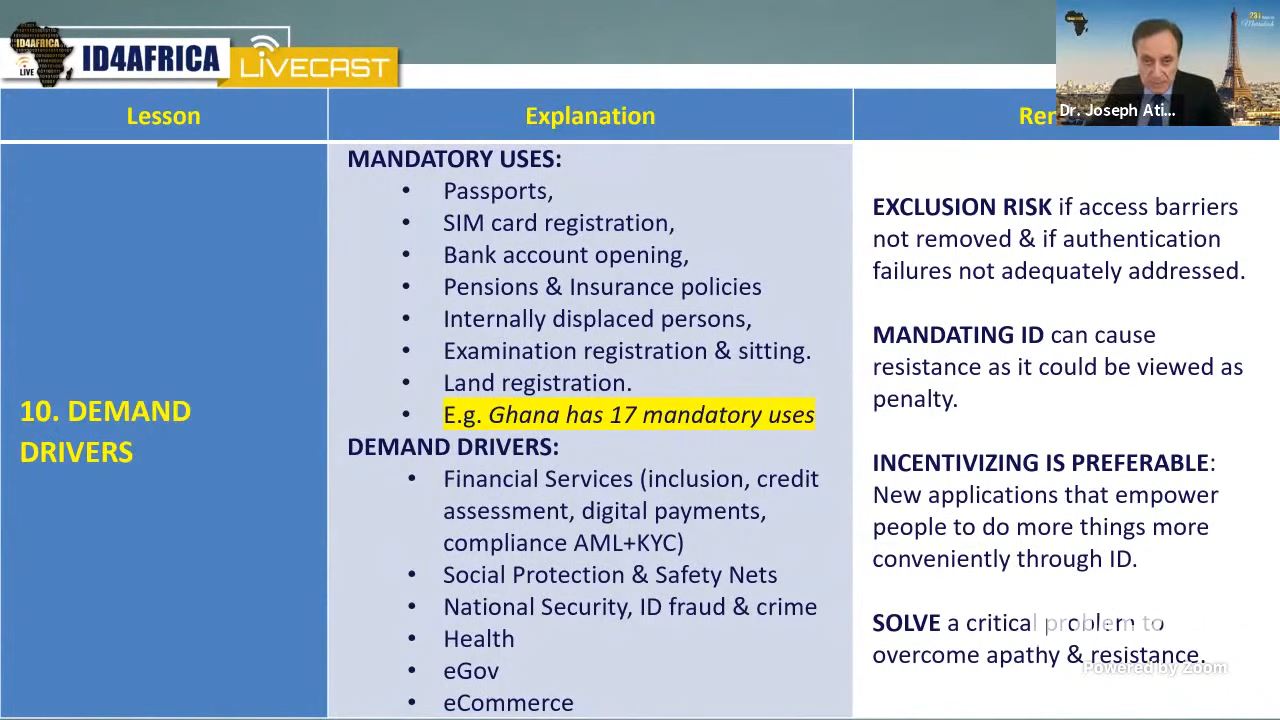 ID4AFRICA
LIVE
ID4AFRICA
LIVECAST
231
Dr. Joseph Ati...
Lesson
Explanation
Rer
10. DEMAND
DRIVERS
MANDATORY USES:
• Passports,
• SIM card registration,
• Bank account opening,
• Pensions & Insurance policies
• Internally displaced persons,
• Examination registration & sitting.
• Land registration.
• E.g. Ghana has 17 mandatory uses
DEMAND DRIVERS:
• Financial Services (inclusion, credit
assessment, digital payments,
compliance AML+KYC)
• Social Protection & Safety Nets
• National Security, ID fraud & crime
• Health
• eGov
• eCommerce
EXCLUSION RISK if access barriers
not removed & if authentication
failures not adequately addressed.
MANDATING ID can cause
resistance as it could be viewed as
penalty.
INCENTIVIZING IS PREFERABLE:
New applications that empower
people to do more things more
conveniently through ID.
SOLVE a critical problem to
overcome apathy & resistance.
Powered by Zoom